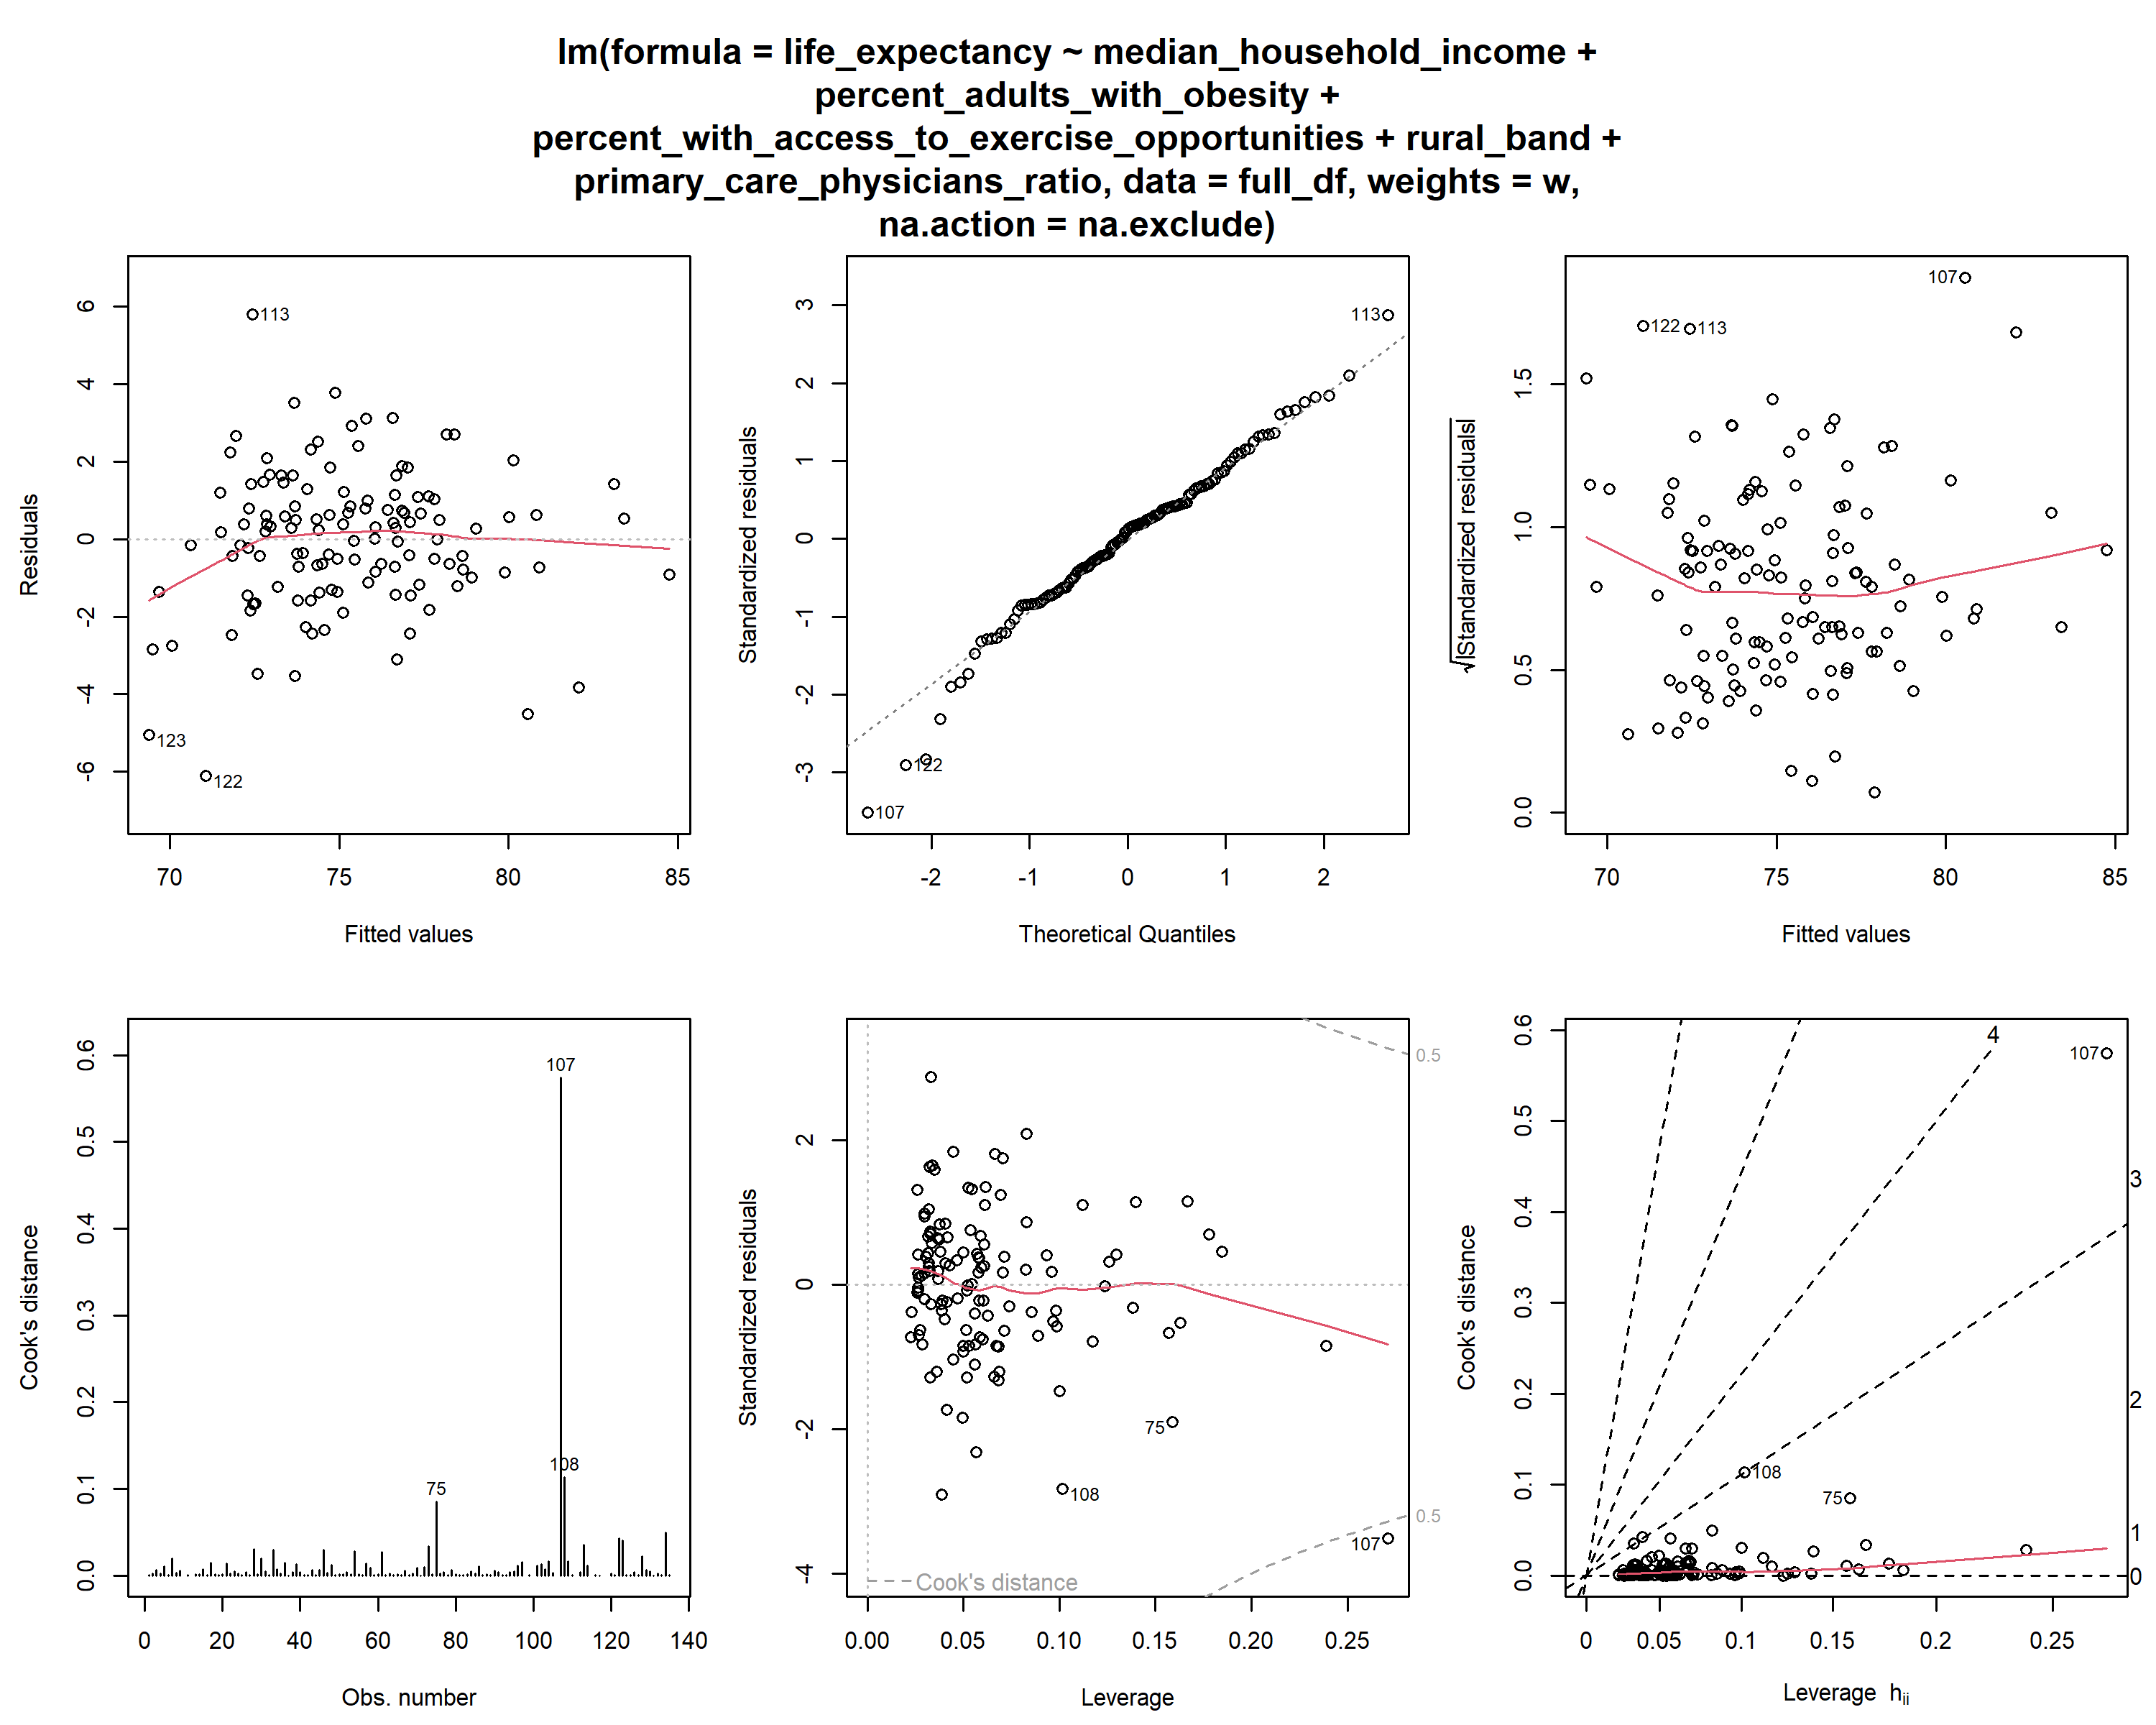 lm(formula = life_expectancy ~ median_household_income +
percent_adults_with_obesity +
percent_with_access_to_exercise_opportunities + rural_band +
primary_care_physicians_ratio, data = full_df, weights = w,
na.action = na.exclude)
Residuals
6
4
2
0
-2
-4
-6
113
123
122
70 75 80 85
Fitted values
Standardized residuals
3
2
1
0
-1
-2
-3
113
122
107
-2 -1 0 1 2
Theoretical Quantiles
√|Standardized residuals|
1.5
1.0
0.5
0.0
107
122
113
70 75 80 85
Fitted values
Cook's distance
0.6
0.5
0.4
0.3
0.2
0.1
0.0
107
108
75
0 20 40 60 80 100 120 140
Obs. number
Standardized residuals
2
0
-2
-4
0.5
75
108
0.5
107
Cook's distance
0.00 0.05 0.10 0.15 0.20 0.25
Leverage
Cook's distance
0.6
0.5
0.4
0.3
0.2
0.1
0.0
4
107
3
2
108
75
1
0
0 0.05 0.1 0.15 0.2 0.25
Leverage hii